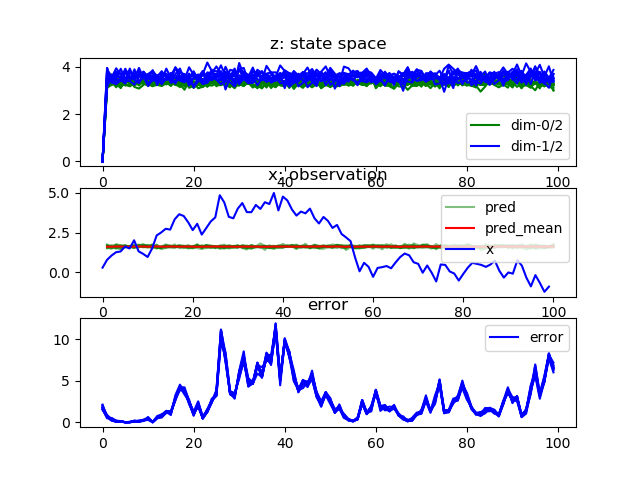 z: state space
4
2
0
dim-0/2
dim-1/2
0 20 40 60 80 100
x: observation
5.0
2.5
0.0
pred
pred_mean
x
0 20 40 60 80 100
error
10
5
0
error
0 20 40 60 80 100